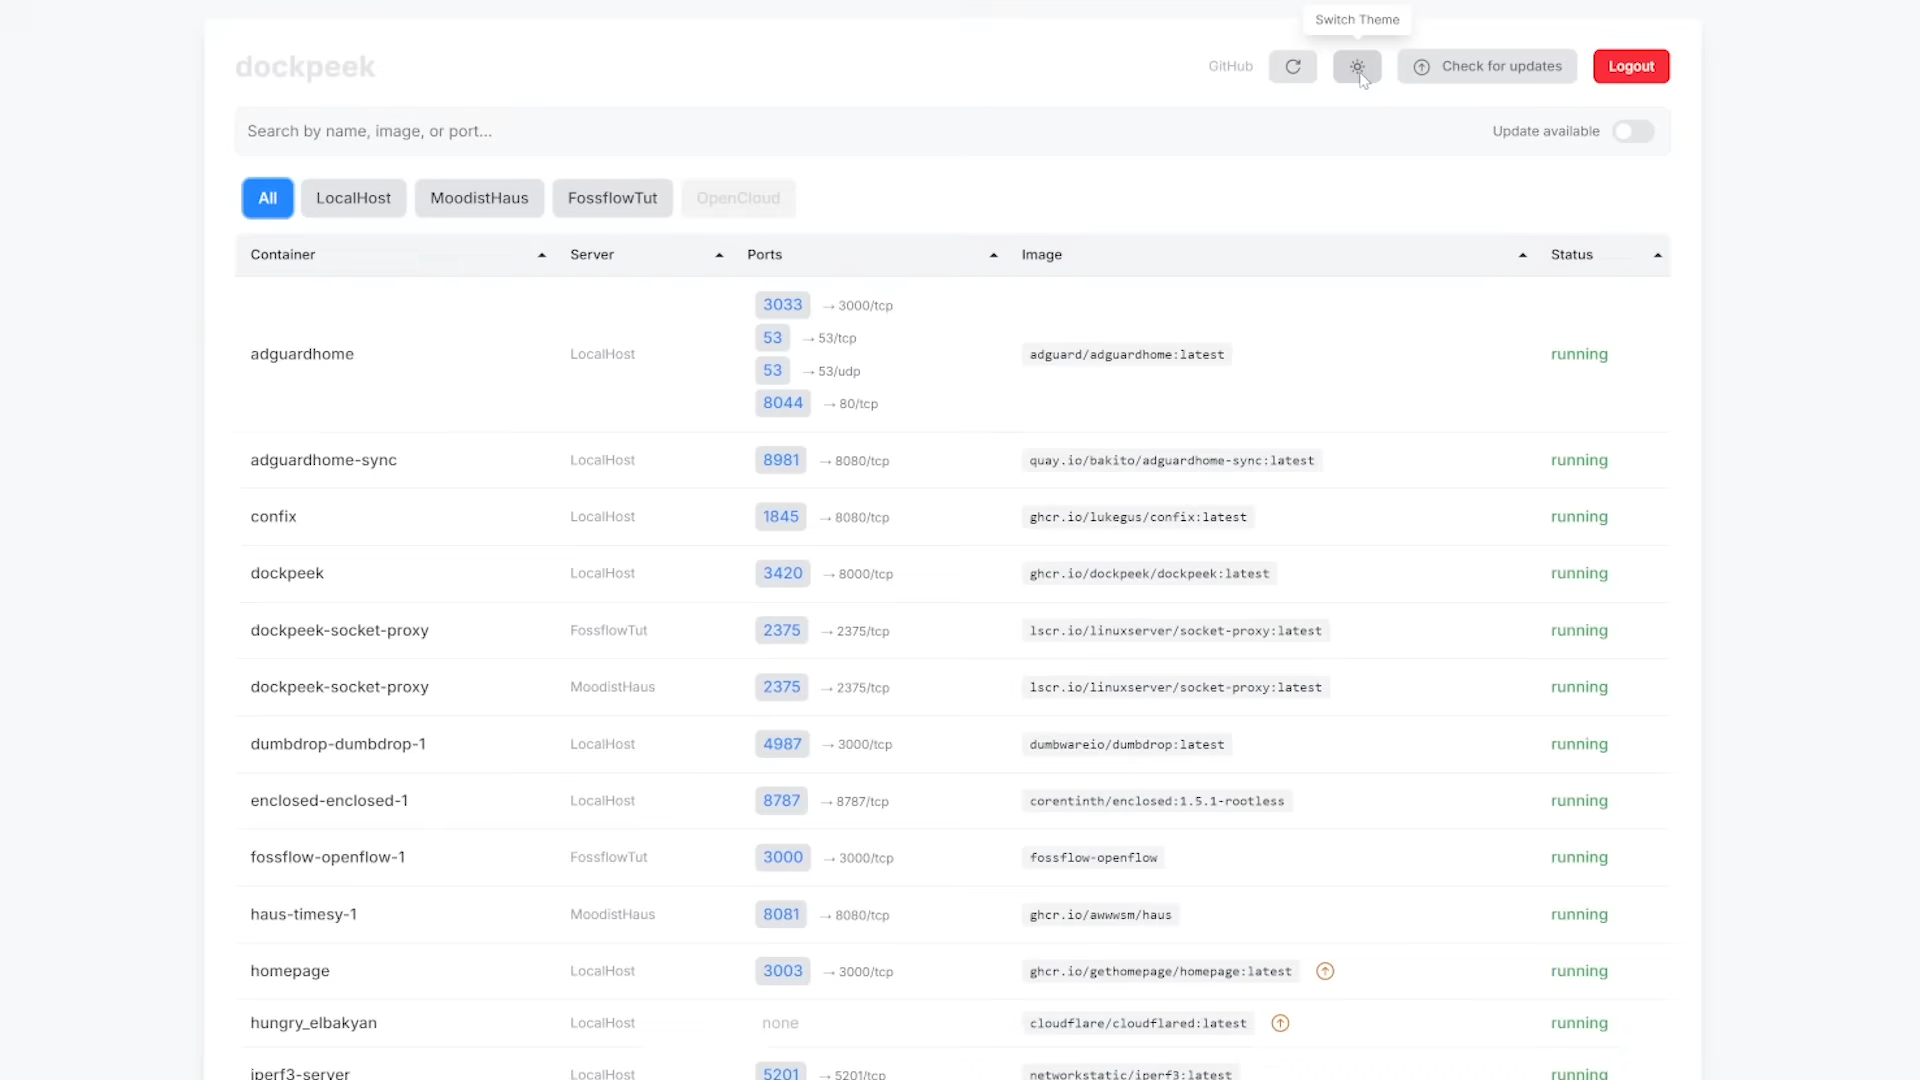 Switch Theme
dockpeek
GitHub
Check for updates
Logout
Search by name, image, or port...
Update available
All
LocalHost
MoodistHaus
FossflowTut
OpenCloud
Container Server Ports Image Status
adguardhome LocalHost 3033 → 3000/tcp
53 → 53/tcp
53 → 53/udp
8044 → 80/tcp
adguard/adguardhome:latest running
adguardhome-sync LocalHost 8981 → 8080/tcp quay.io/bakito/adguardhome-sync:latest running
confix LocalHost 1845 → 8080/tcp ghcr.io/lukegus/confix:latest running
dockpeek LocalHost 3420 → 8000/tcp ghcr.io/dockpeek/dockpeek:latest running
dockpeek-socket-proxy FossflowTut 2375 → 2375/tcp lscr.io/linuxserver/socket-proxy:latest running
dockpeek-socket-proxy MoodistHaus 2375 → 2375/tcp lscr.io/linuxserver/socket-proxy:latest running
dumbdrop-dumbdrop-1 LocalHost 4987 → 3000/tcp dumbwareio/dumbdrop:latest running
enclosed-enclosed-1 LocalHost 8787 → 8787/tcp corentinth/enclosed:1.5.1-rootless running
fossflow-openflow-1 FossflowTut 3000 → 3000/tcp fossflow-openflow running
haus-timesy-1 MoodistHaus 8081 → 8080/tcp ghcr.io/awwwsm/haus running
homepage LocalHost 3003 → 3000/tcp ghcr.io/gethomepage/homepage:latest running
hungry_elbakyan LocalHost none cloudflare/cloudflared:latest running
iperf3-server LocalHost 5201 → 5201/tcp networkstatic/iperf3:latest running